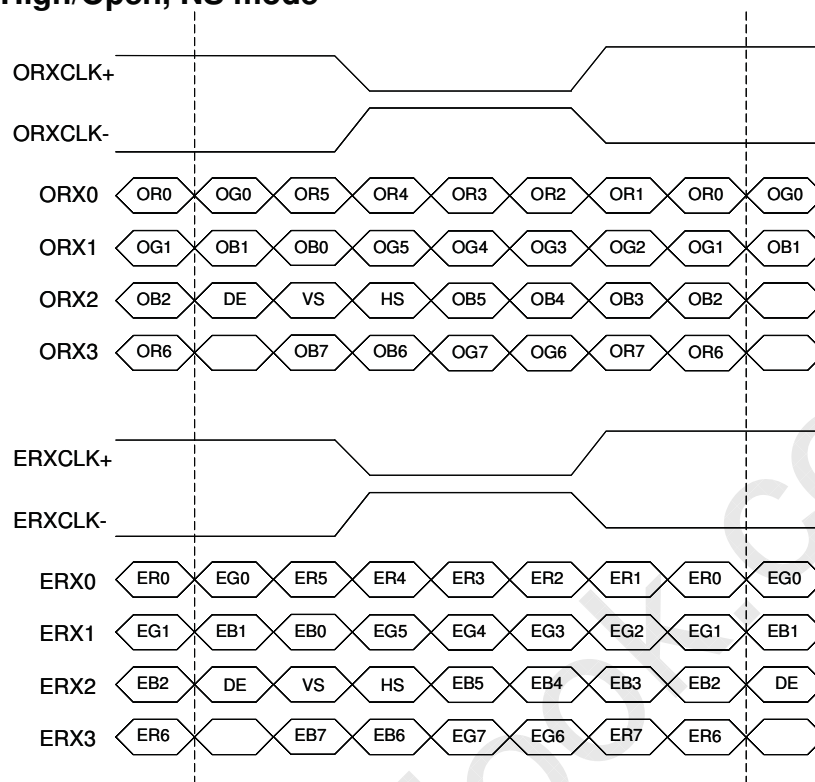 High/Open, NS mode
ORXCLK+
ORXCLK-
ORX0 OR0 OG0 OR5 OR4 OR3 OR2 OR1 OR0 OG0
ORX1 OG1 OB1 OB0 OG5 OG4 OG3 OG2 OG1 OB1
ORX2 OB2 DE VS HS OB5 OB4 OB3 OB2
ORX3 OR6 OB7 OB6 OG7 OG6 OR7 OR6
ERXCLK+
ERXCLK-
ERX0 ER0 EG0 ER5 ER4 ER3 ER2 ER1 ER0 EG0
ERX1 EG1 EB1 EB0 EG5 EG4 EG3 EG2 EG1 EB1
ERX2 EB2 DE VS HS EB5 EB4 EB3 EB2 DE
ERX3 ER6 EB7 EB6 EG7 EG6 ER7 ER6